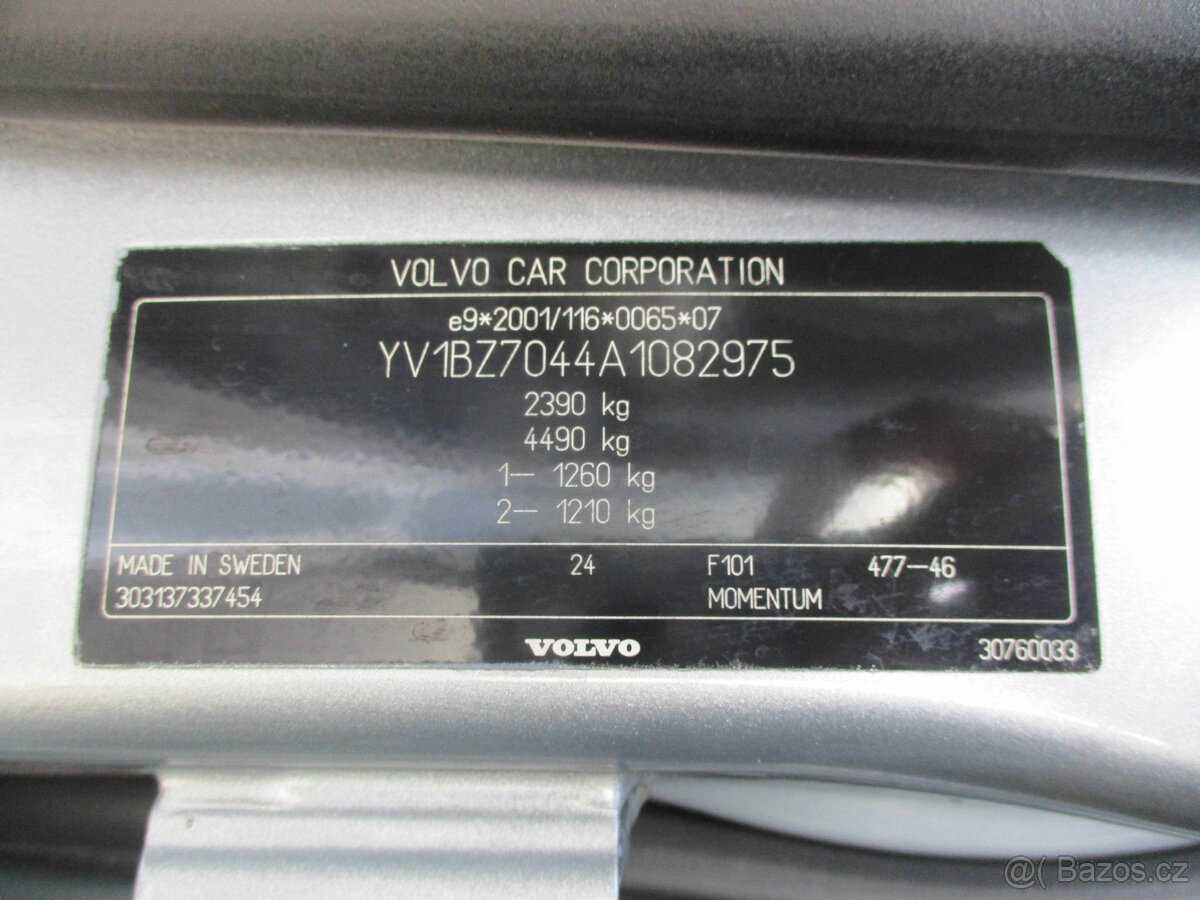 VOLVO CAR CORPORATION
e9*2001/116*0065*07
YV1BZ7044A1082975
2390 kg
4490 kg
1-- 1260 kg
2-- 1210 kg
MADE IN SWEDEN 24 F101 477-46
303137337454 MOMENTUM
VOLVO 30760033
@( Bazos.cz